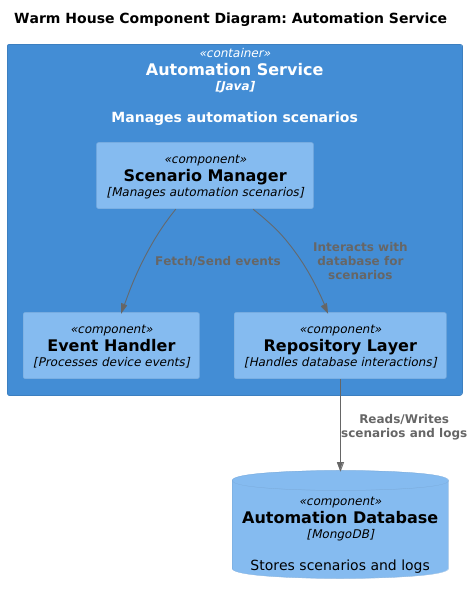 Warm House Component Diagram: Automation Service
«container»
Automation Service
[Java]
Manages automation scenarios
«component»
Scenario Manager
[Manages automation scenarios]
Fetch/Send events
Interacts with
database for
scenarios
«component»
Event Handler
[Processes device events]
«component»
Repository Layer
[Handles database interactions]
Reads/Writes
scenarios and logs
«component»
Automation Database
[MongoDB]
Stores scenarios and logs